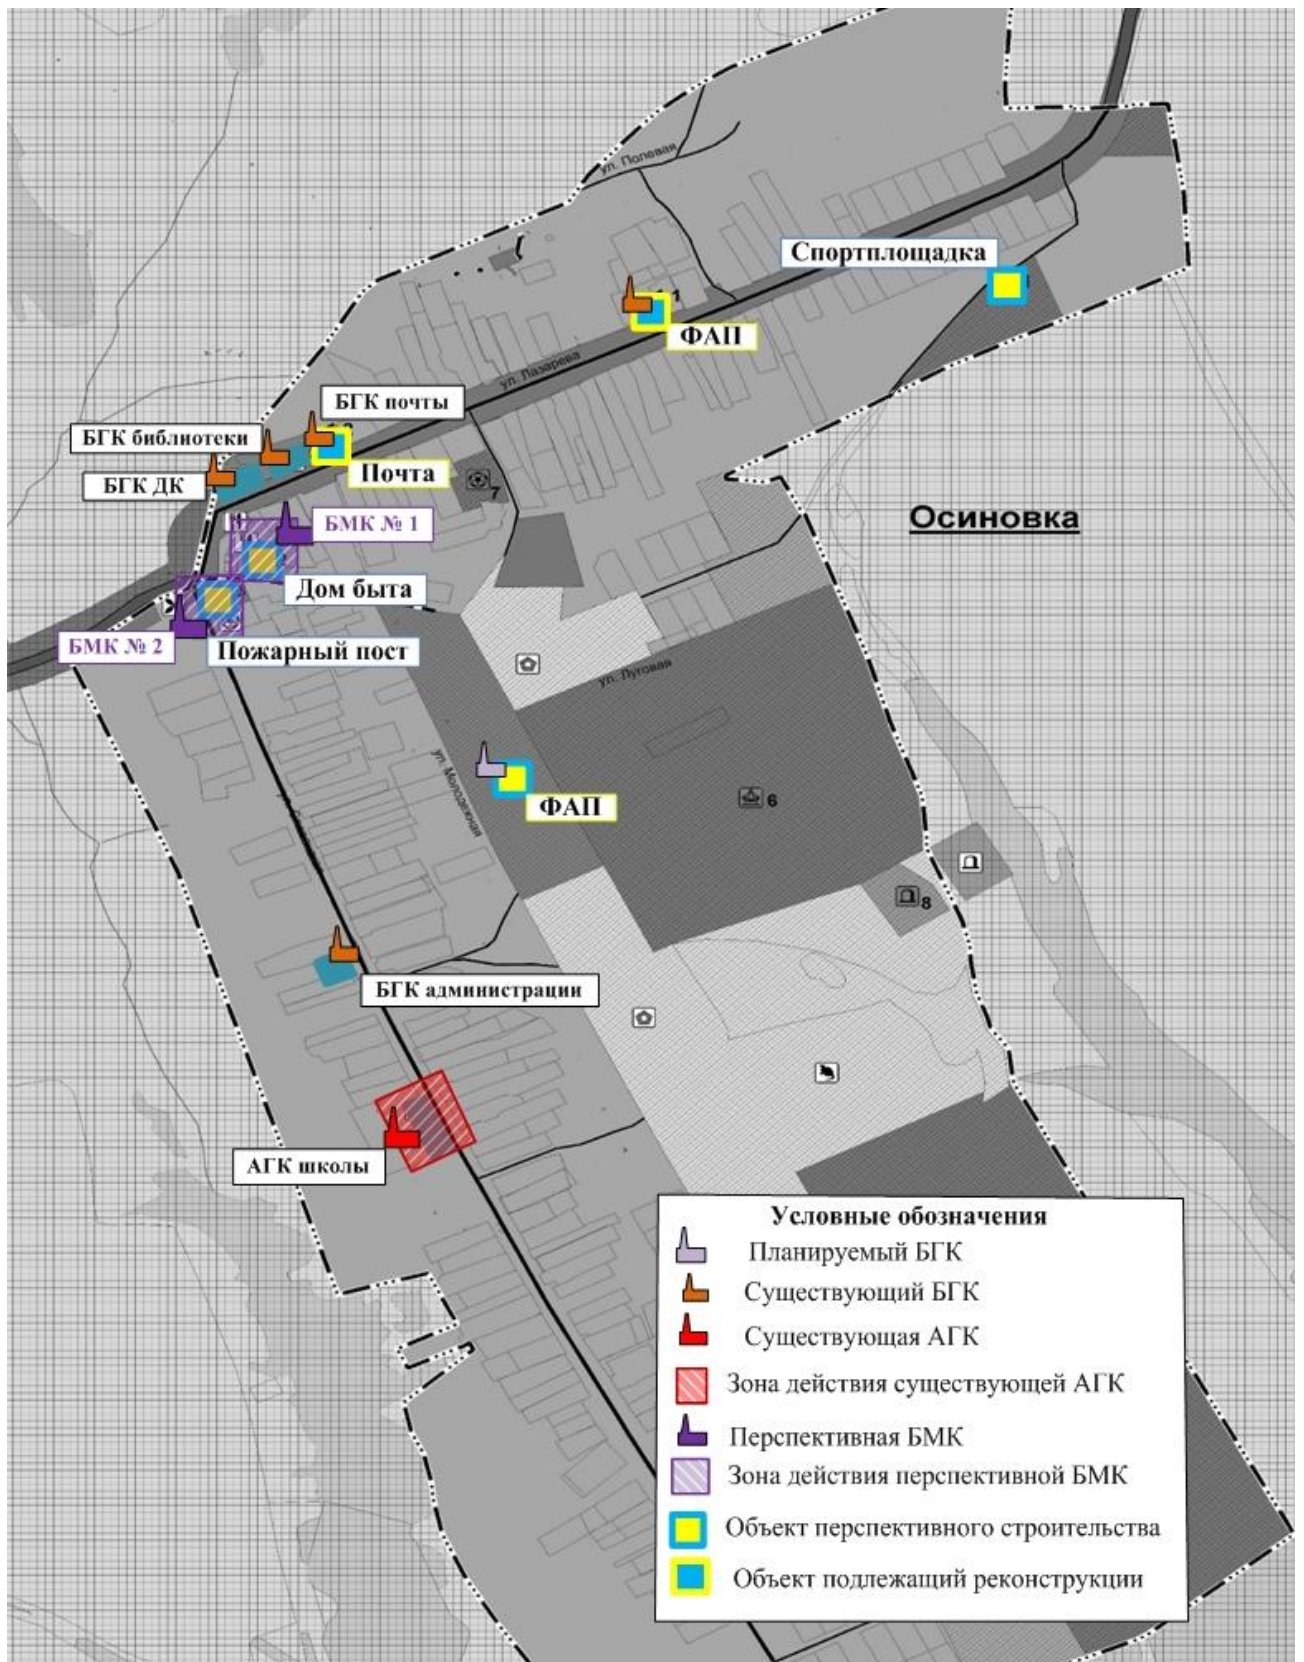 ул. Полевая
Спортплощадка
1
ФАП
ул. Лазарева
БГК почты
БГК библиотеки
Почта
БГК ДК
7
БМК № 1
Осиновка
Дом быта
БМК № 2
Пожарный пост
ул. Луговая
ул. Молодежная
ФАП
6
8
БГК администрации
АГК школы
Условные обозначения
Планируемый БГК
Существующий БГК
Существующая АГК
Зона действия существующей АГК
Перспективная БМК
Зона действия перспективной БМК
Объект перспективного строительства
Объект подлежащий реконструкции